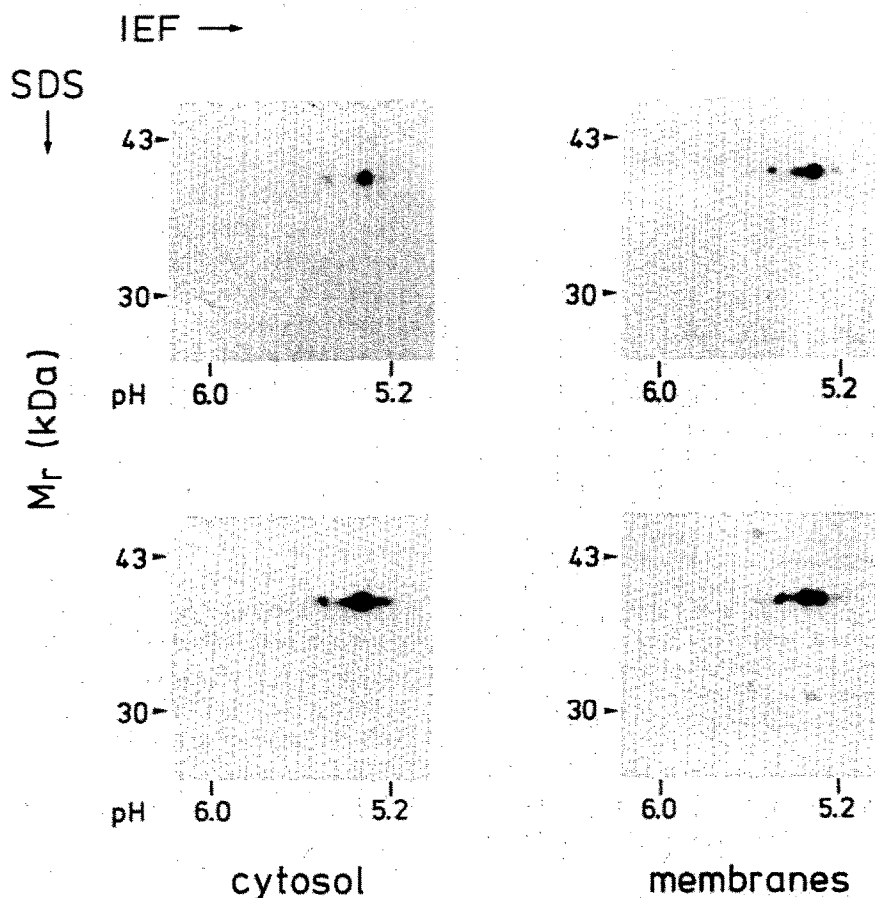 IEF →
SDS
↓
43
43
30
30
pH 6.0 5.2
6.0 5.2
Mr (kDa)
43
43
30
30
pH 6.0 5.2
6.0 5.2
cytosol
membranes